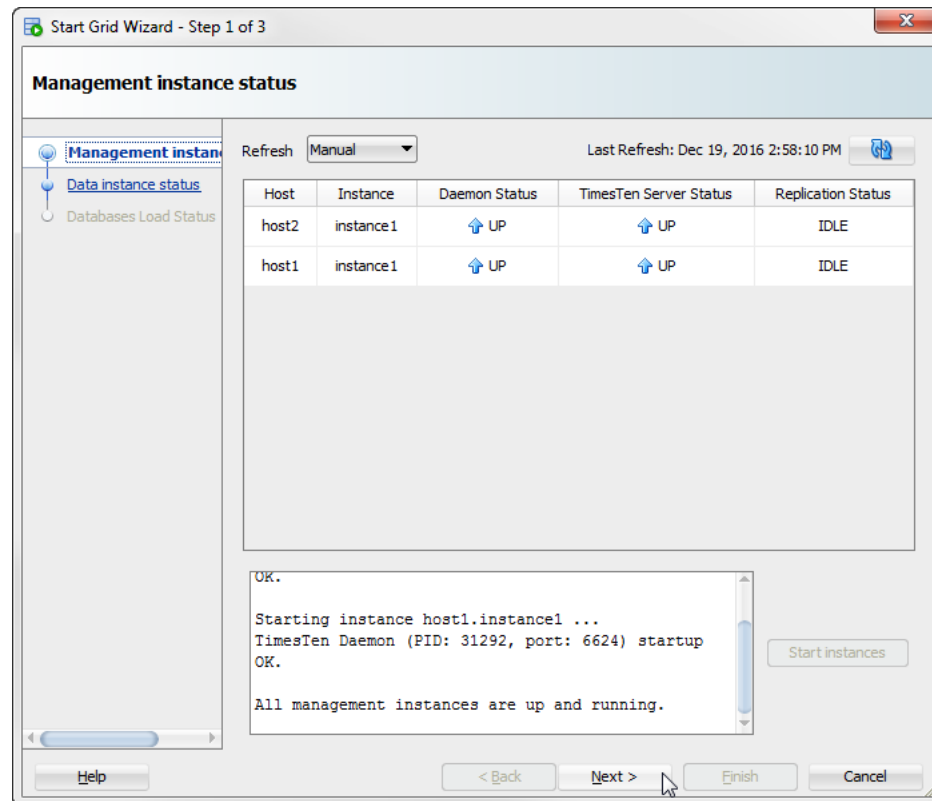 Start Grid Wizard - Step 1 of 3
Management instance status
Management instan
Data instance status
Databases Load Status
Refresh Manual Last Refresh: Dec 19, 2016 2:58:10 PM
Host Instance Daemon Status TimesTen Server Status Replication Status
host2 instance1 UP UP IDLE
host1 instance1 UP UP IDLE
OK.
Starting instance host1.instance1 ...
TimesTen Daemon (PID: 31292, port: 6624) startup
OK.
All management instances are up and running.
Start instances
Help < Back Next > Finish Cancel